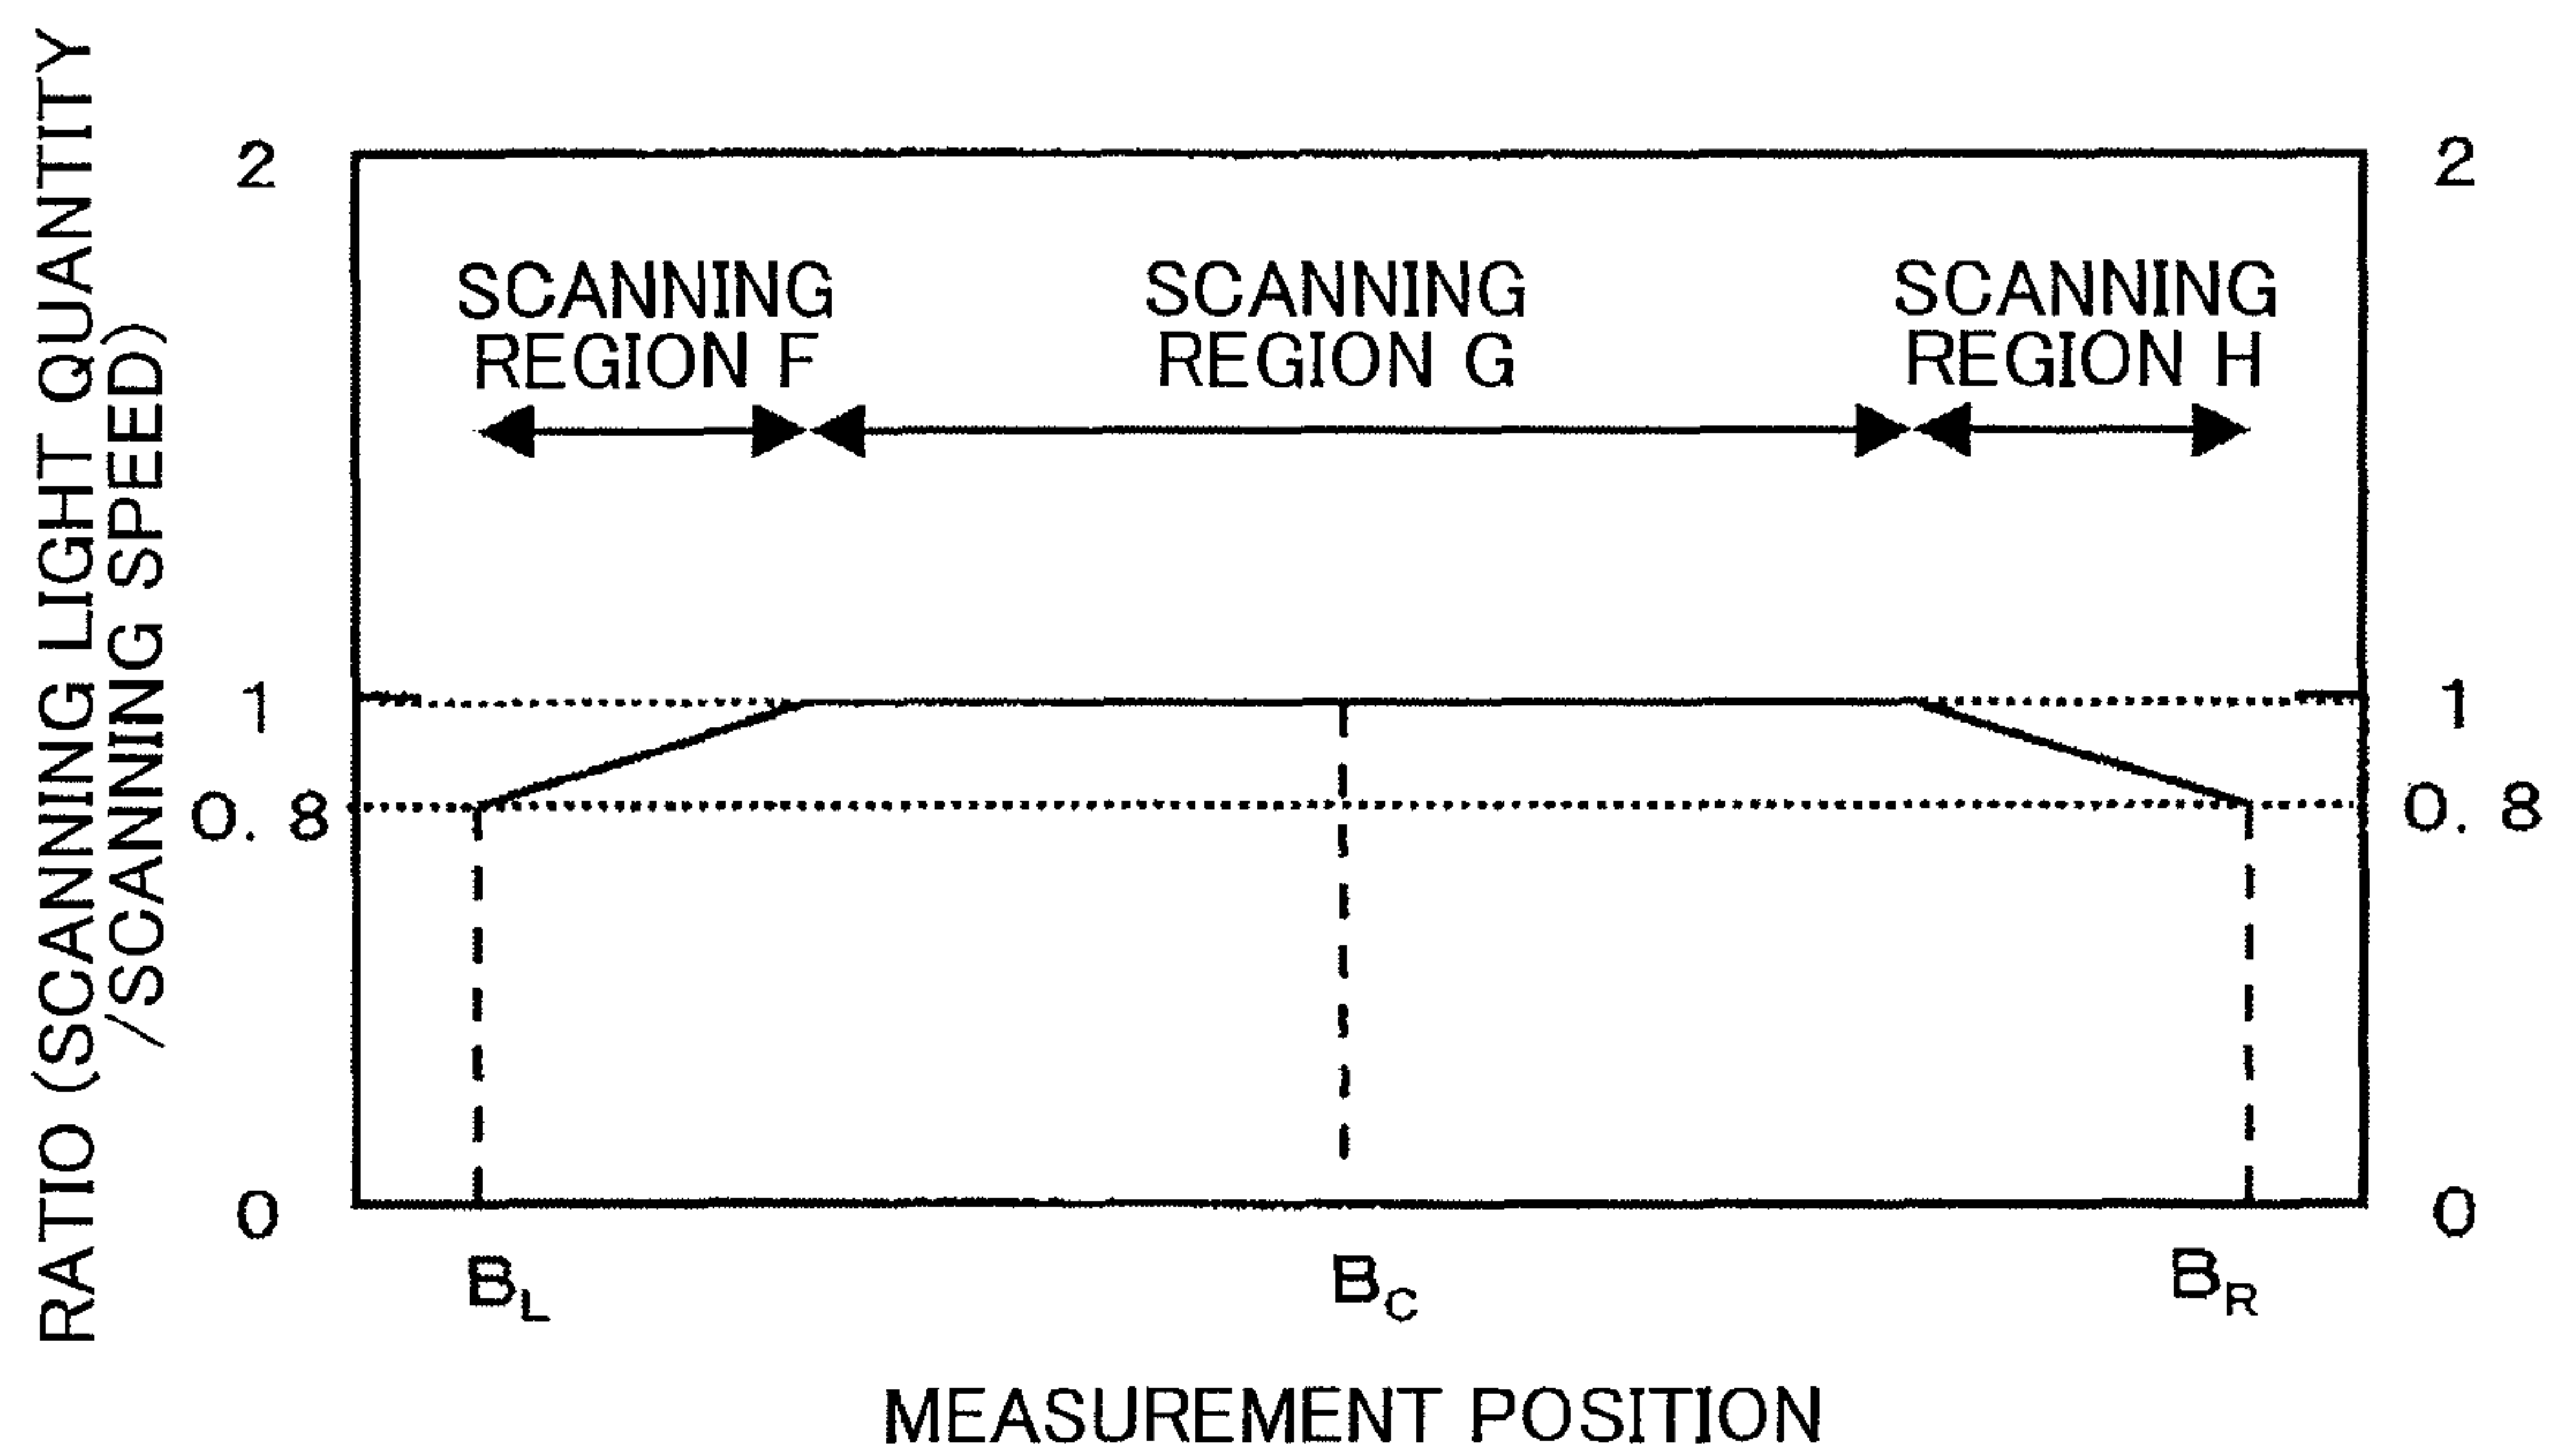 RATIO (SCANNING LIGHT QUANTITY
/SCANNING SPEED)
2
2
SCANNING
REGION F
SCANNING
REGION G
SCANNING
REGION H
1
1
0. 8
0. 8
0
0
BL
BC
BR
MEASUREMENT POSITION